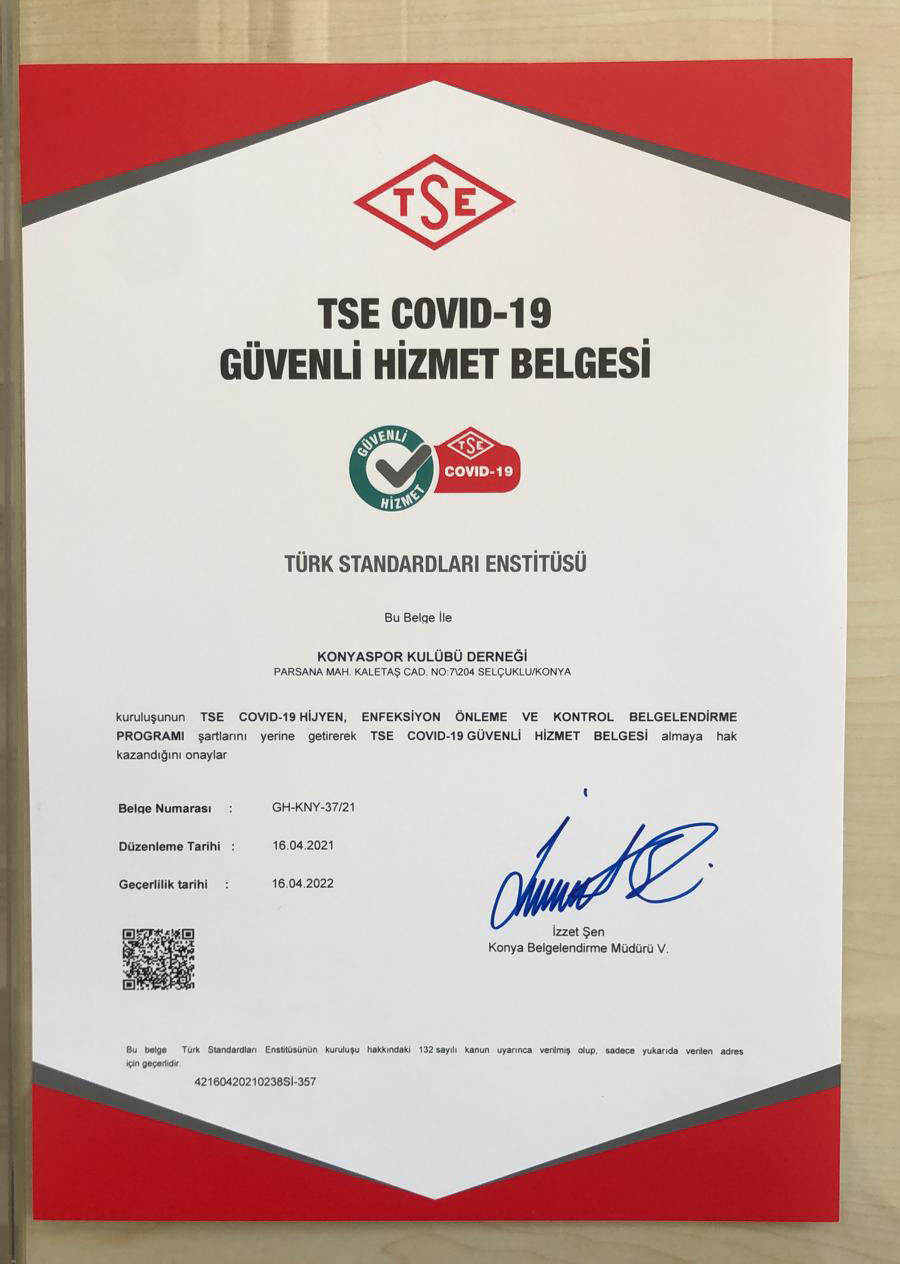 TSE
TSE COVID-19
GÜVENLİ HİZMET BELGESİ
GÜVENLİ
HİZMET
TSE
COVID-19
TÜRK STANDARDLARI ENSTİTÜSÜ
Bu Belge İle
KONYASPOR KULÜBÜ DERNEĞİ
PARSANA MAH. KALETAŞ CAD. NO:7\204 SELÇUKLU/KONYA
kuruluşunun TSE COVID-19 HİJYEN, ENFEKSİYON ÖNLEME VE KONTROL BELGELENDİRME
PROGRAMI şartlarını yerine getirerek TSE COVID-19 GÜVENLİ HİZMET BELGESİ almaya hak
kazandığını onaylar
Belge Numarası : GH-KNY-37/21
Düzenleme Tarihi : 16.04.2021
Geçerlilik tarihi : 16.04.2022
İzzet Şen
Konya Belgelendirme Müdürü V.
Bu belge Türk Standardları Enstitüsünün kuruluşu hakkındaki 132 sayılı kanun uyarınca verilmiş olup, sadece yukarıda verilen adres
için geçerlidir.
42160420210238Sİ-357